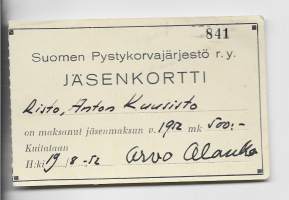 841
Suomen Pystykorvajärjestö r.y.
JÄSENKORTTI
Risto, Anton Kuusisto
on maksanut jäsenmaksun v. 1952 mk 500:-
Kuitataan
H:ki 19/8-52 Arvo Alanko